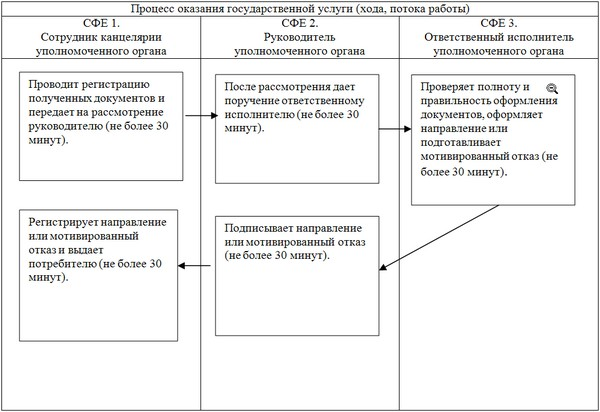 Процесс оказания государственной услуги (хода, потока работы)
СФЕ 1.
Сотрудник канцелярии
уполномоченного органа
СФЕ 2.
Руководитель
уполномоченного органа
СФЕ 3.
Ответственный исполнитель
уполномоченного органа
Проводит регистрацию
полученных документов и
передает на рассмотрение
руководителю (не более 30
минут).
После рассмотрения дает
поручение ответственному
исполнителю (не более 30
минут).
Проверяет полноту и
правильность оформления
документов, оформляет
направление или
подготавливает
мотивированный отказ (не
более 30 минут).
Регистрирует направление
или мотивированный
отказ и выдает
потребителю (не более 30
минут).
Подписывает направление
или мотивированный отказ
(не более 30 минут).